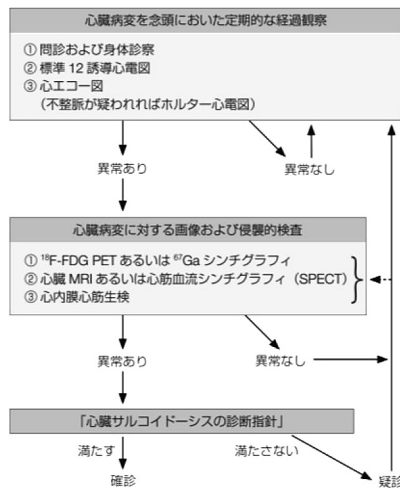 心臓病変を念頭においた定期的な経過観察
① 問診および身体診察
② 標準 12 誘導心電図
③ 心エコー図
（不整脈が疑われればホルター心電図）
異常あり
異常なし
心臓病変に対する画像および侵襲的検査
① ¹⁸F-FDG PET あるいは ⁶⁷Ga シンチグラフィ
② 心臓 MRI あるいは心筋血流シンチグラフィ（SPECT）
③ 心内膜心筋生検
異常あり
異常なし
「心臓サルコイドーシスの診断指針」
満たす
満たさない
確診
疑診